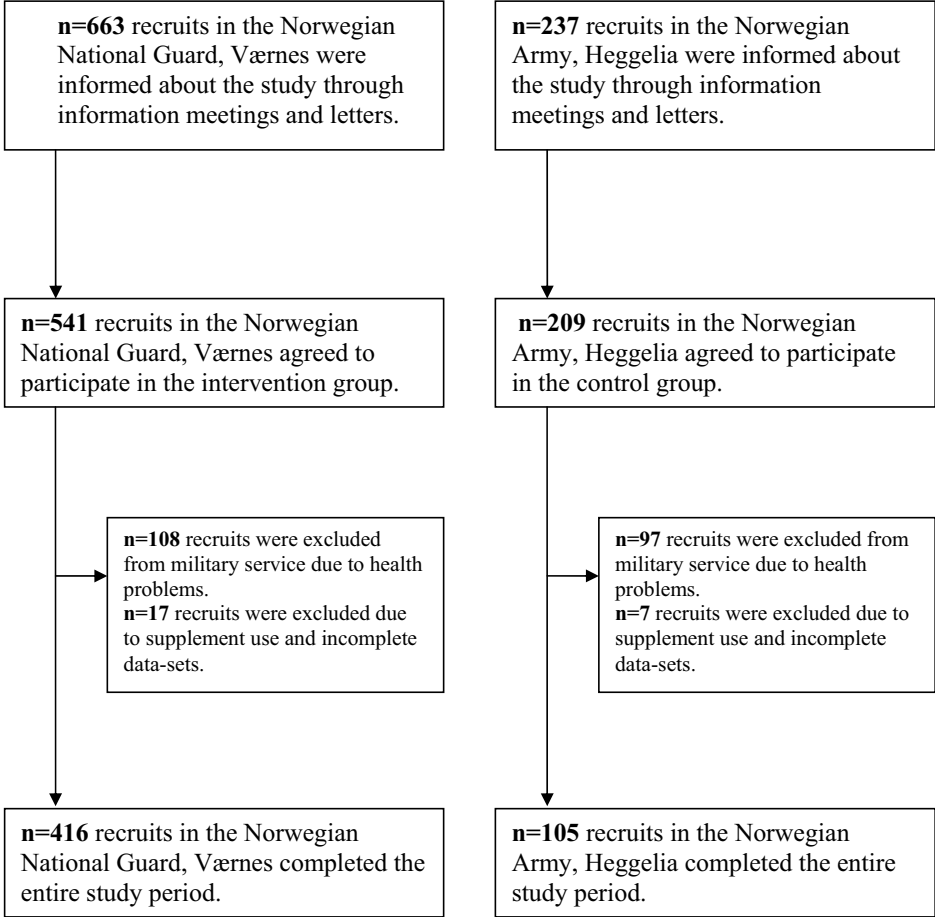 n=663 recruits in the Norwegian
National Guard, Værnes were
informed about the study through
information meetings and letters.
n=237 recruits in the Norwegian
Army, Heggelia were informed about
the study through information
meetings and letters.
n=541 recruits in the Norwegian
National Guard, Værnes agreed to
participate in the intervention group.
n=209 recruits in the Norwegian
Army, Heggelia agreed to participate
in the control group.
n=108 recruits were excluded
from military service due to health
problems.
n=17 recruits were excluded due
to supplement use and incomplete
data-sets.
n=97 recruits were excluded from
military service due to health
problems.
n=7 recruits were excluded due to
supplement use and incomplete
data-sets.
n=416 recruits in the Norwegian
National Guard, Værnes completed the
entire study period.
n=105 recruits in the Norwegian
Army, Heggelia completed the entire
study period.